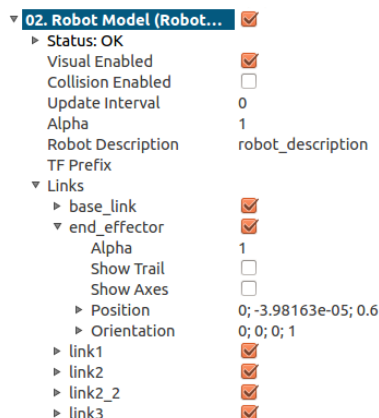 02. Robot Model (Robot...
Status: OK
Visual Enabled
Collision Enabled
Update Interval 0
Alpha 1
Robot Description robot_description
TF Prefix
Links
base_link
end_effector
Alpha 1
Show Trail
Show Axes
Position 0; -3.98163e-05; 0.6
Orientation 0; 0; 0; 1
link1
link2
link2_2
link3